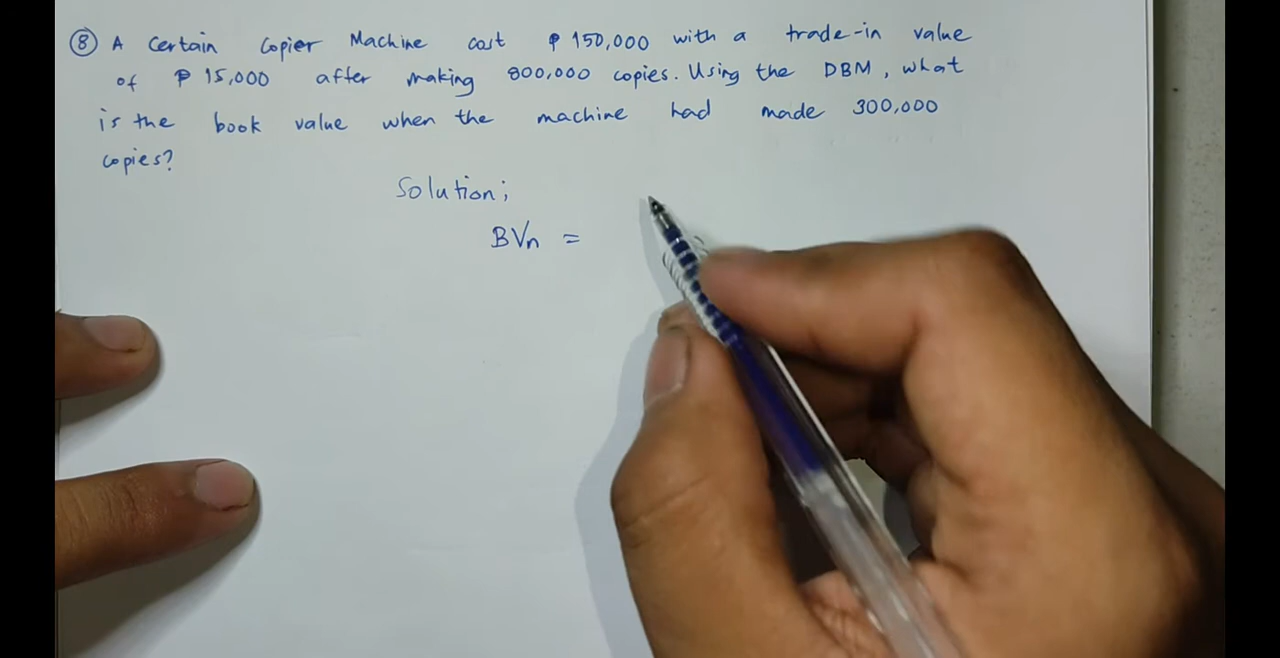 ⑧ A Certain Copier Machine cost ₱ 150,000 with a trade-in value
of ₱ 15,000 after making 800,000 copies. Using the DBM, what
is the book value when the machine had made 300,000
copies?
Solution;
BVn =